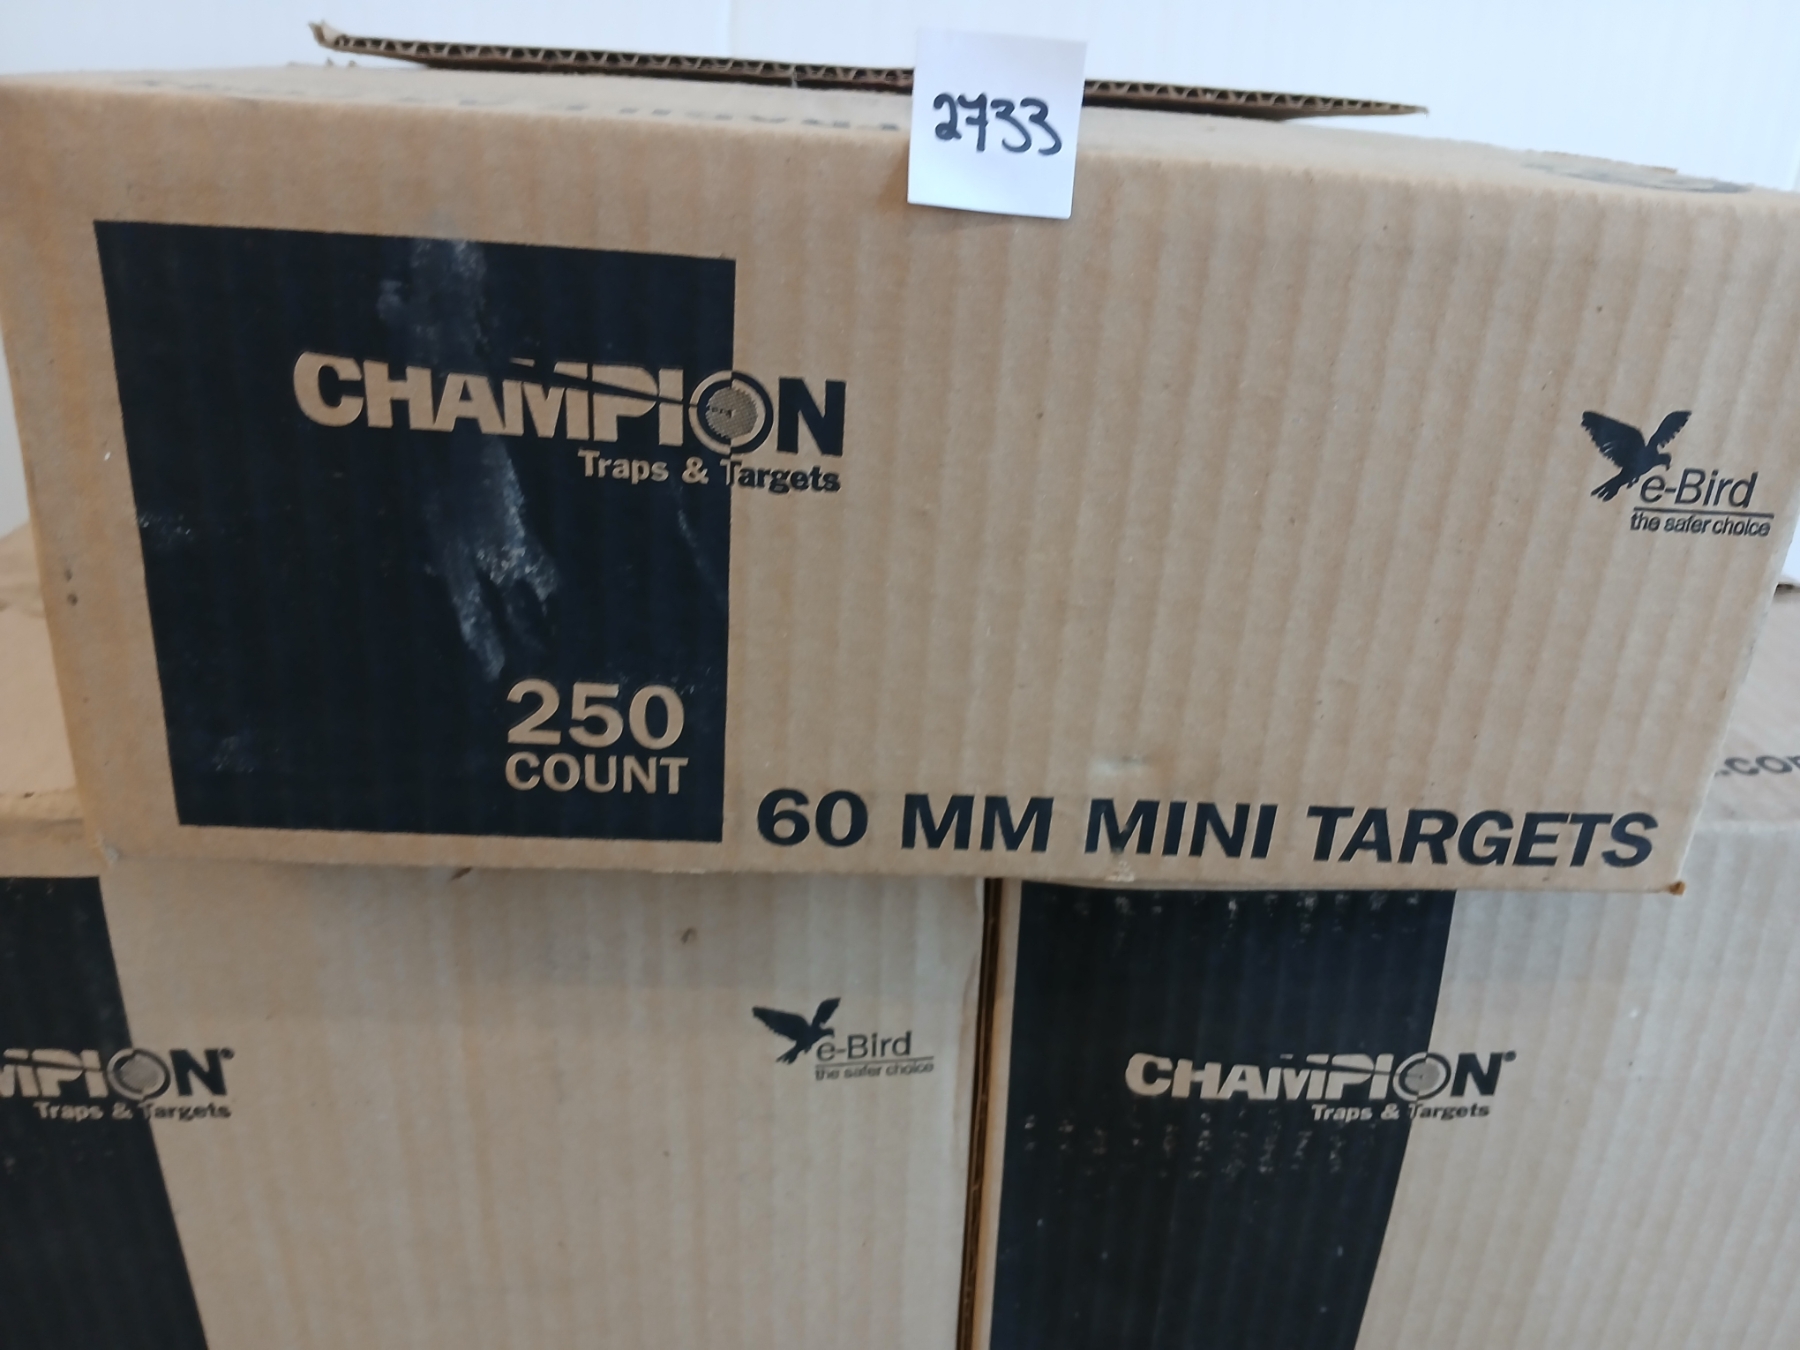 2733
CHAMPION
Traps & Targets
e-Bird
the safer choice
250
COUNT
60 MM MINI TARGETS
MPION®
Traps & Targets
e-Bird
the safer choice
CHAMPION®
Traps & Targets